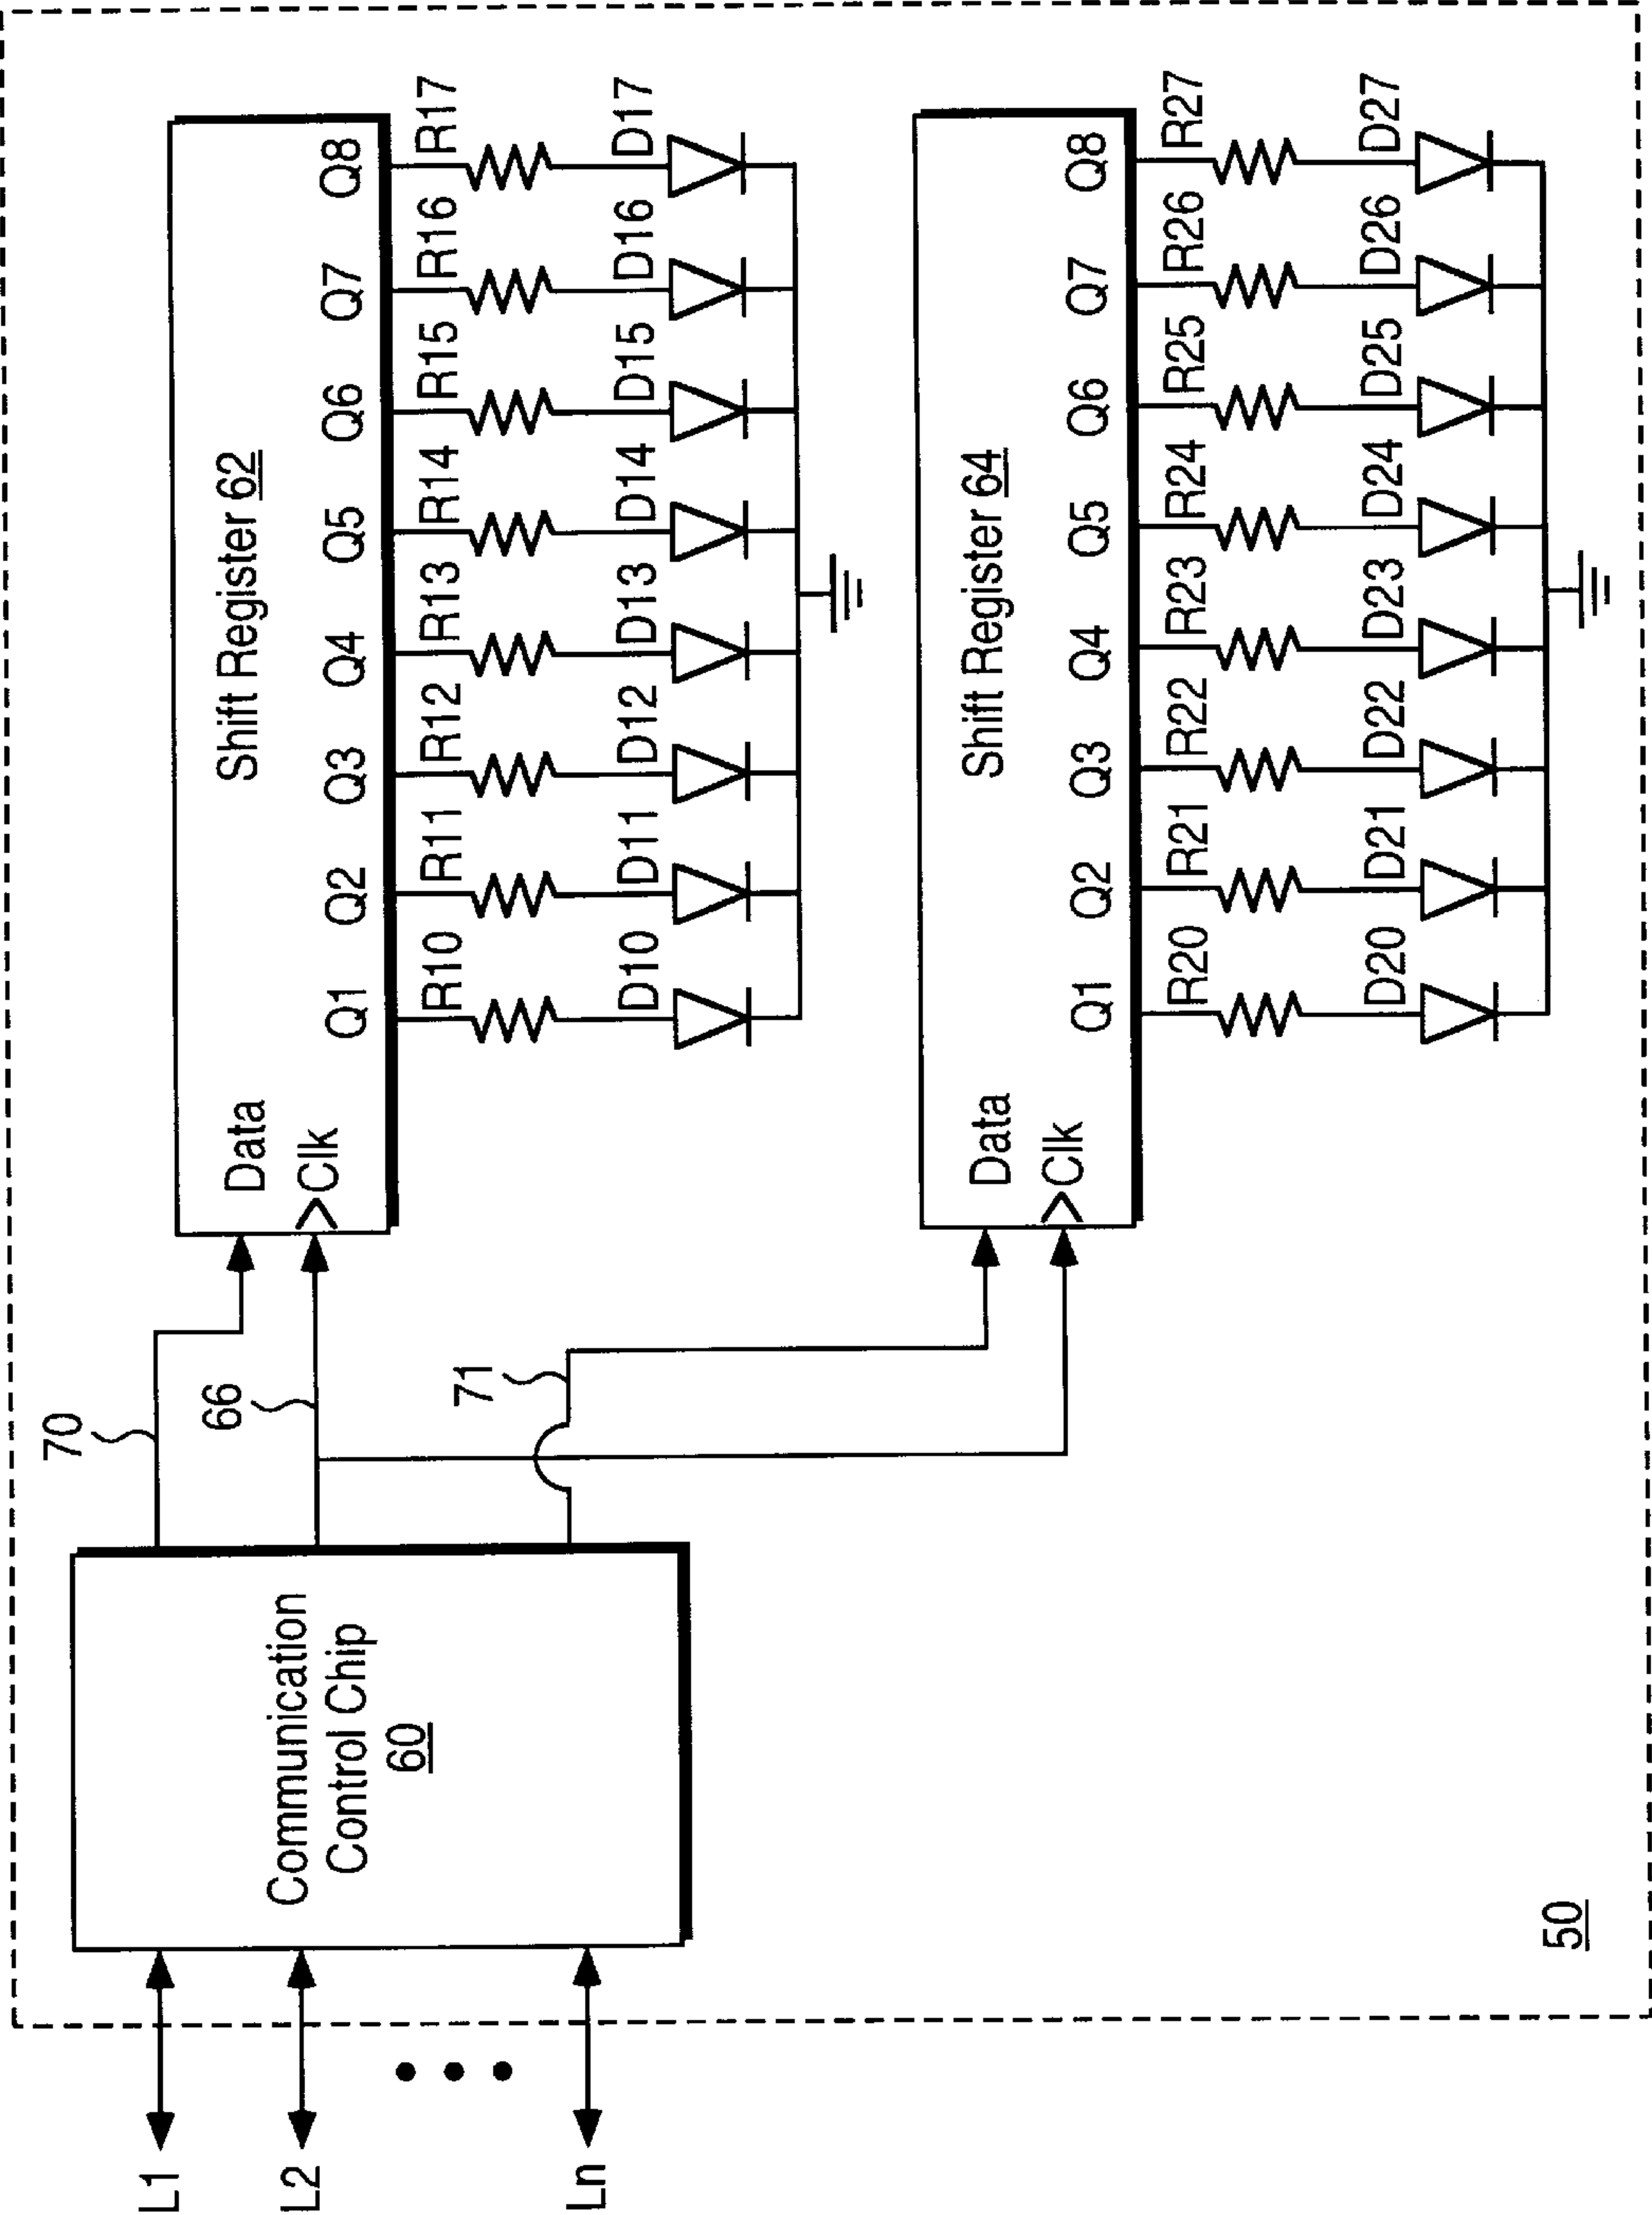 Shift Register 62
Data
Clk
Q1 Q2 Q3 Q4 Q5 Q6 Q7 Q8
R10 R11 R12 R13 R14 R15 R16 R17
D10 D11 D12 D13 D14 D15 D16 D17
70
66
71
Communication
Control Chip
60
L1
L2
Ln
Shift Register 64
Data
Clk
Q1 Q2 Q3 Q4 Q5 Q6 Q7 Q8
R20 R21 R22 R23 R24 R25 R26 R27
D20 D21 D22 D23 D24 D25 D26 D27
50